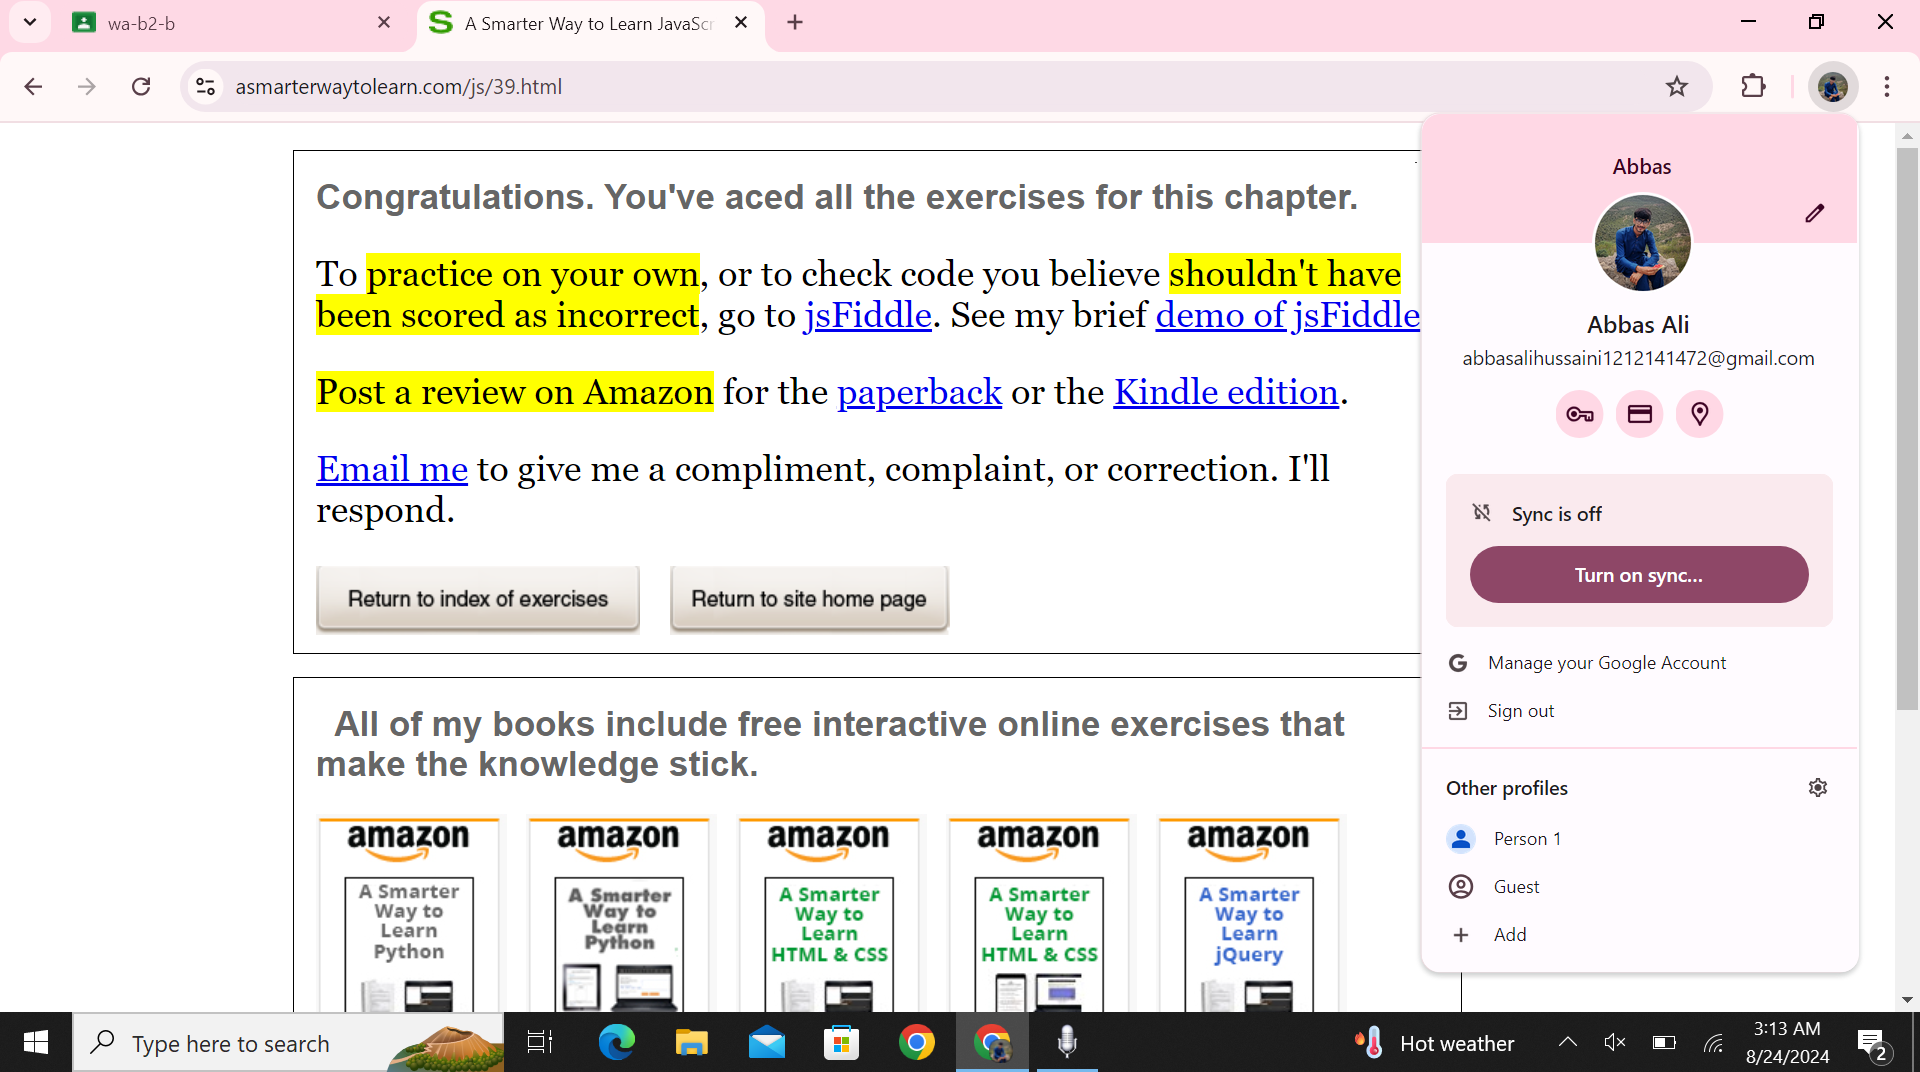 wa-b2-b
A Smarter Way to Learn JavaScr
asmarterwaytolearn.com/js/39.html
Congratulations. You've aced all the exercises for this chapter.
To practice on your own, or to check code you believe shouldn't have
been scored as incorrect, go to jsFiddle. See my brief demo of jsFiddle
Post a review on Amazon for the paperback or the Kindle edition.
Email me to give me a compliment, complaint, or correction. I'll
respond.
Return to index of exercises
Return to site home page
All of my books include free interactive online exercises that
make the knowledge stick.
amazon
A Smarter
Way to
Learn
Python
amazon
A Smarter
Way to
Learn
Python
amazon
A Smarter
Way to
Learn
HTML & CSS
amazon
A Smarter
Way to
Learn
HTML & CSS
amazon
A Smarter
Way to
Learn
jQuery
Abbas
Abbas Ali
abbasalihussaini1212141472@gmail.com
Sync is off
Turn on sync...
Manage your Google Account
Sign out
Other profiles
Person 1
Guest
Add
Type here to search
Hot weather
3:13 AM
8/24/2024
2